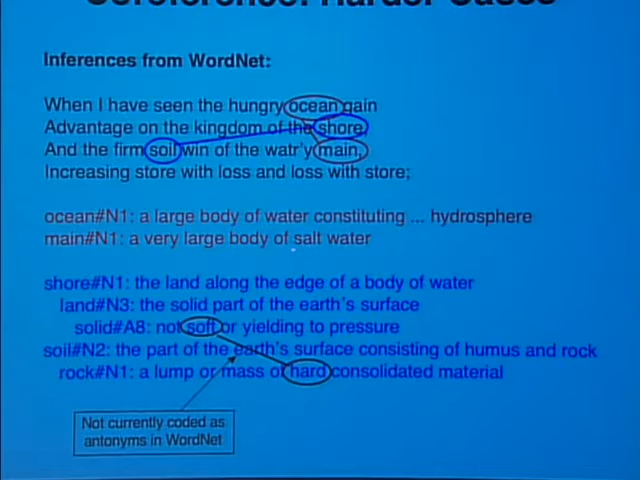 Coreference: Harder Cases
Inferences from WordNet:
When I have seen the hungry ocean gain
Advantage on the kingdom of the shore,
And the firm soil win of the watr'y main,
Increasing store with loss and loss with store;
ocean#N1: a large body of water constituting ... hydrosphere
main#N1: a very large body of salt water
shore#N1: the land along the edge of a body of water
land#N3: the solid part of the earth's surface
solid#A8: not soft or yielding to pressure
soil#N2: the part of the earth's surface consisting of humus and rock
rock#N1: a lump or mass of hard consolidated material
Not currently coded as
antonyms in WordNet